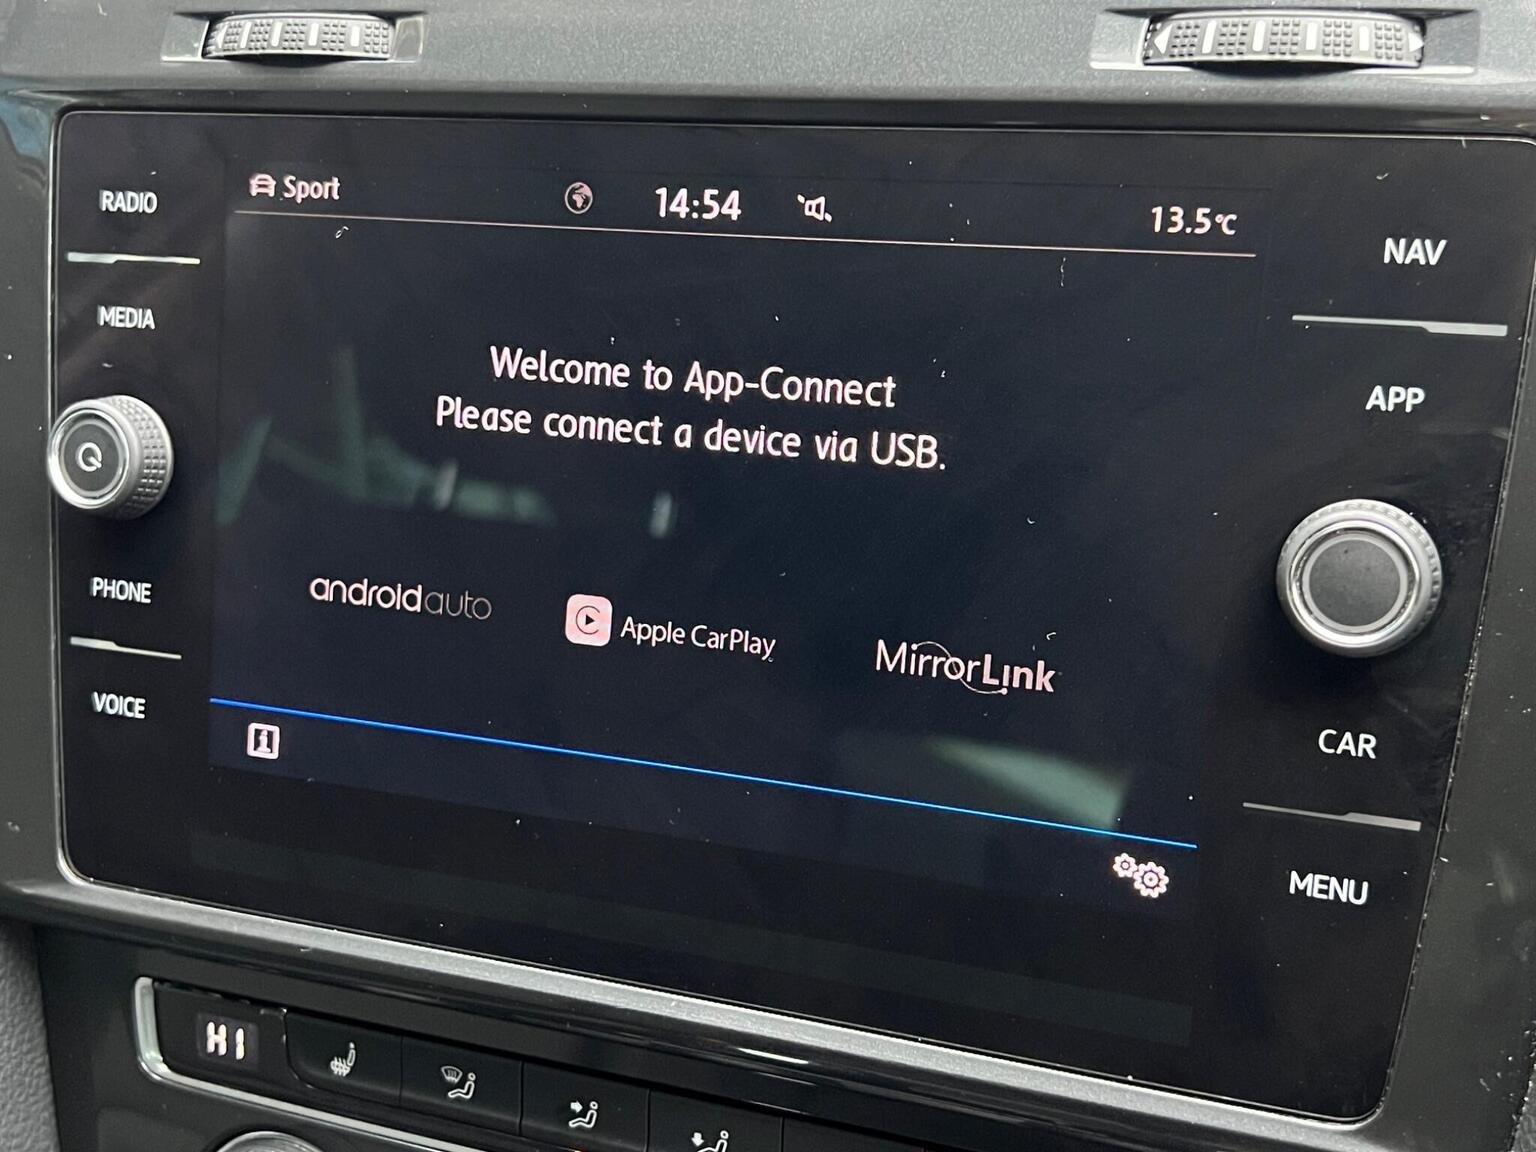 RADIO
MEDIA
PHONE
VOICE
Sport
14:54
13.5°C
Welcome to App-Connect
Please connect a device via USB.
androidauto
Apple CarPlay
MirrorLink
i
NAV
APP
CAR
MENU
HI